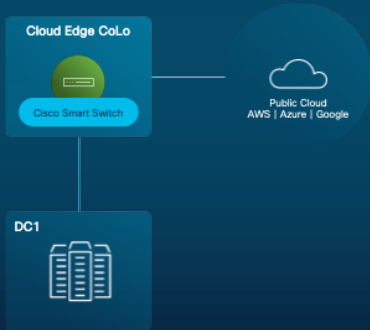 Cloud Edge CoLo
Cisco Smart Switch
Public Cloud
AWS | Azure | Google
DC1